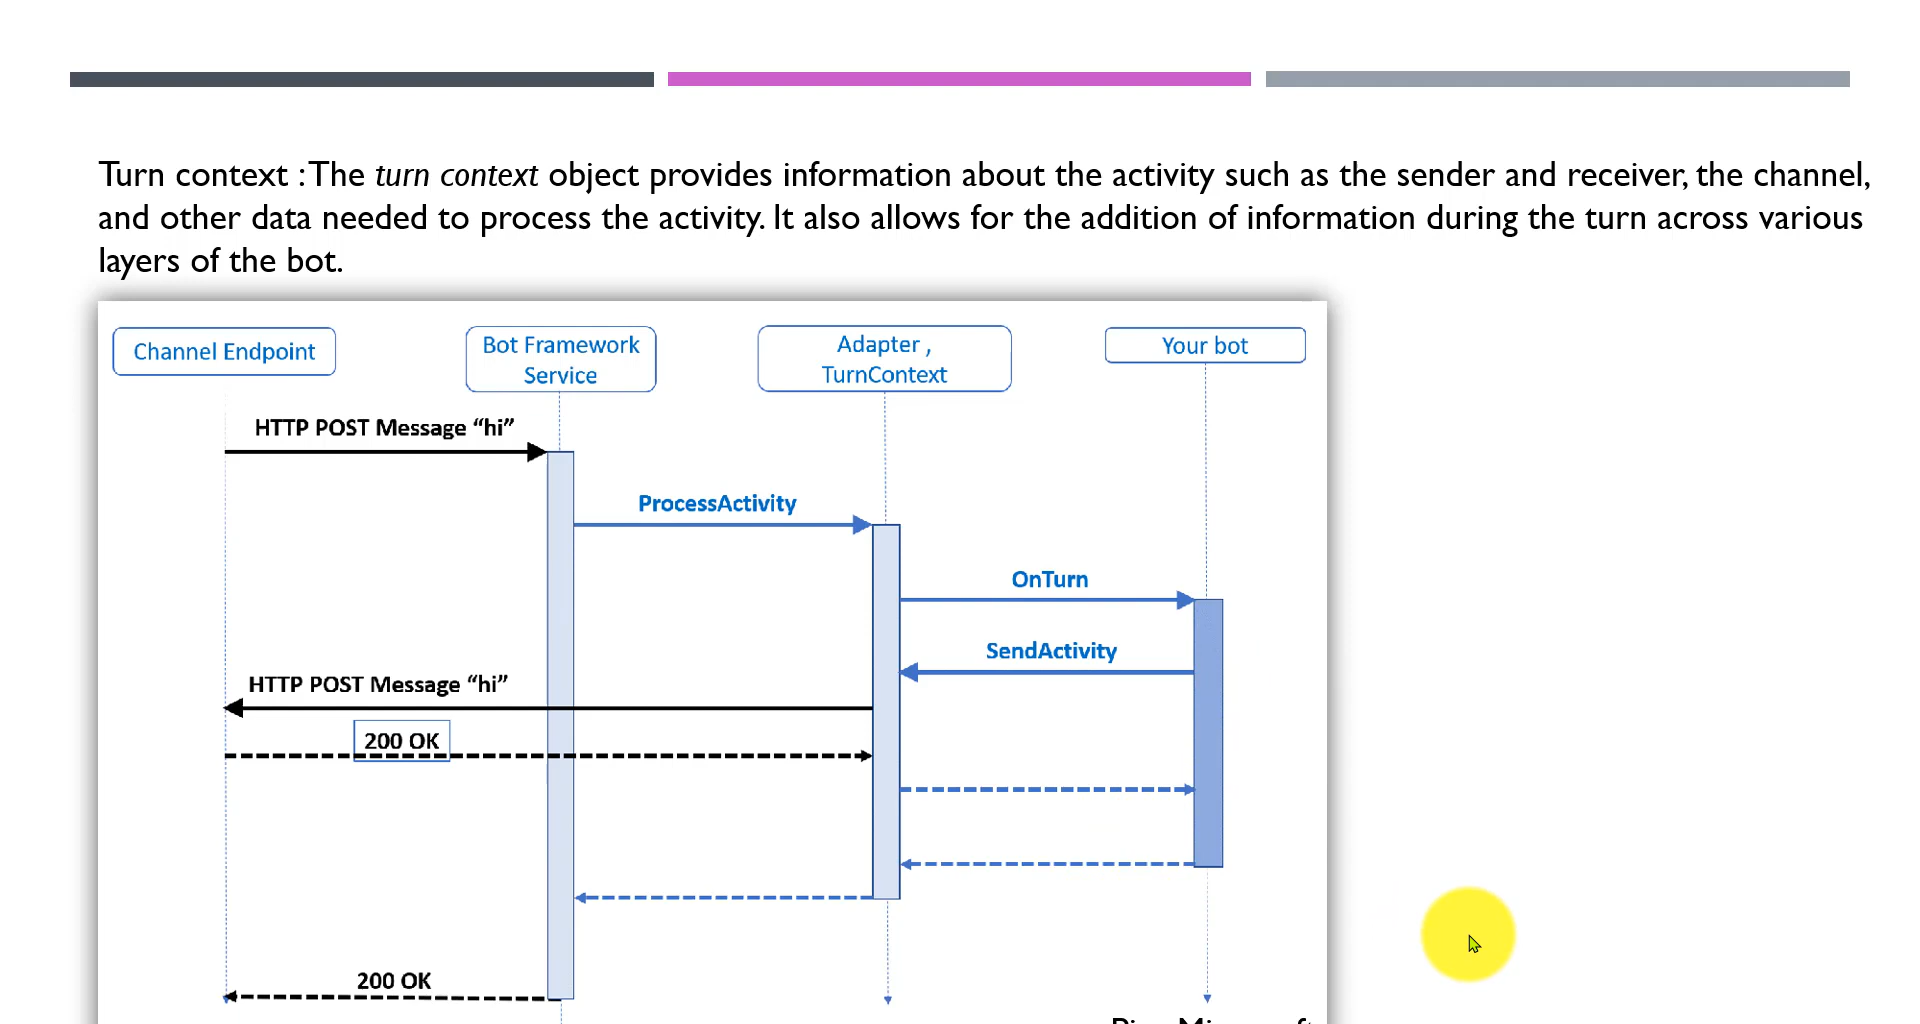 Turn context : The turn context object provides information about the activity such as the sender and receiver, the channel,
and other data needed to process the activity. It also allows for the addition of information during the turn across various
layers of the bot.
Channel Endpoint
Bot Framework
Service
Adapter ,
TurnContext
Your bot
HTTP POST Message “hi”
ProcessActivity
OnTurn
SendActivity
HTTP POST Message “hi”
200 OK
200 OK